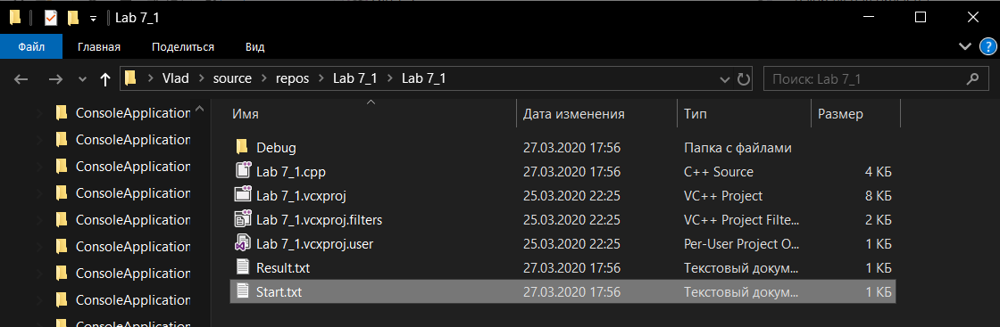 Lab 7_1
Файл Главная Поделиться Вид
Vlad source repos Lab 7_1 Lab 7_1 Поиск: Lab 7_1
Имя Дата изменения Тип Размер
ConsoleApplication
ConsoleApplication
ConsoleApplication
ConsoleApplication
ConsoleApplication
ConsoleApplication
ConsoleApplication
ConsoleApplication
ConsoleApplication
Debug 27.03.2020 17:56 Папка с файлами
Lab 7_1.cpp 27.03.2020 17:56 C++ Source 4 КБ
Lab 7_1.vcxproj 25.03.2020 22:25 VC++ Project 8 КБ
Lab 7_1.vcxproj.filters 25.03.2020 22:25 VC++ Project Filte... 2 КБ
Lab 7_1.vcxproj.user 25.03.2020 22:25 Per-User Project O... 1 КБ
Result.txt 27.03.2020 17:56 Текстовый докум... 1 КБ
Start.txt 27.03.2020 17:56 Текстовый докум... 1 КБ